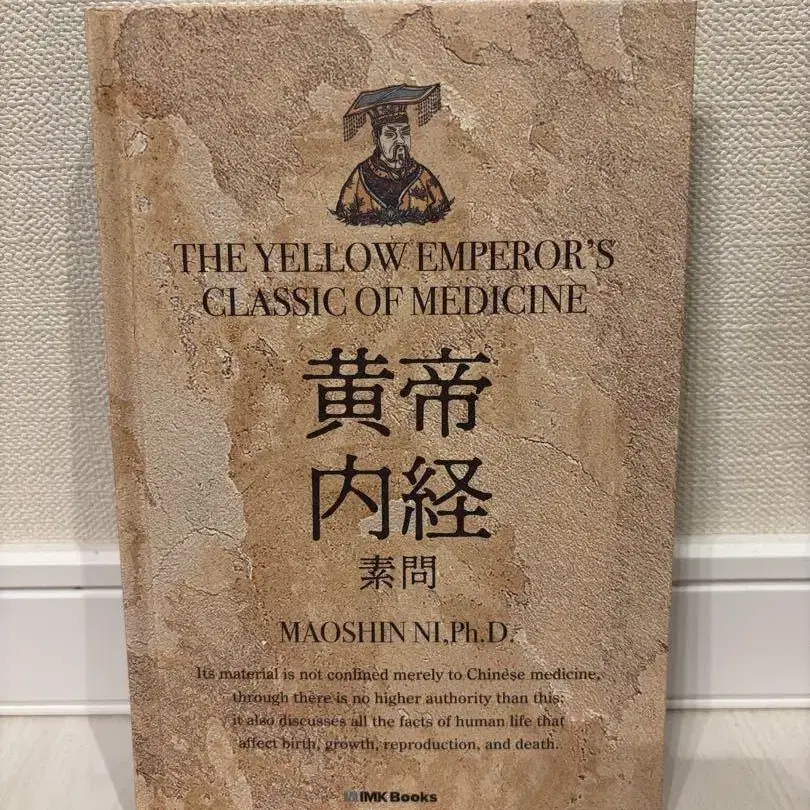 THE YELLOW EMPEROR'S
CLASSIC OF MEDICINE
黄帝
内経
素問
MAOSHIN NI,Ph.D.
Its material is not confined merely to Chinese medicine,
through there is no higher authority than this;
it also discusses all the facts of human life that
affect birth, growth, reproduction, and death.
IMK Books